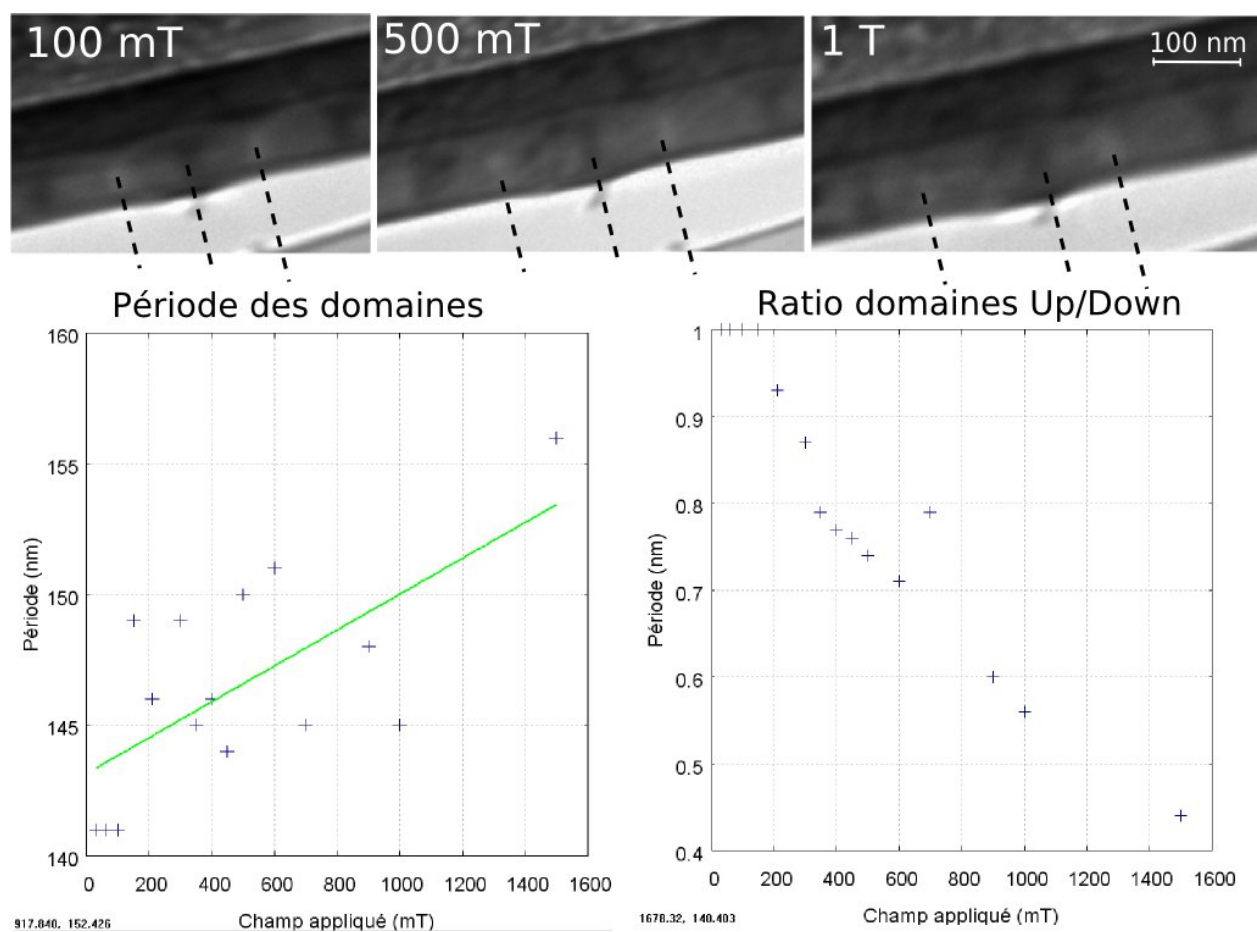 100 mT
500 mT
1 T
100 nm
Période des domaines
Ratio domaines Up/Down
160
155
150
145
140
Période (nm)
0 200 400 600 800 1000 1200 1400 1600
Champ appliqué (mT)
917.840, 152.426
1
0.9
0.8
0.7
0.6
0.5
0.4
Période (nm)
0 200 400 600 800 1000 1200 1400 1600
Champ appliqué (mT)
1678.32, 140.403